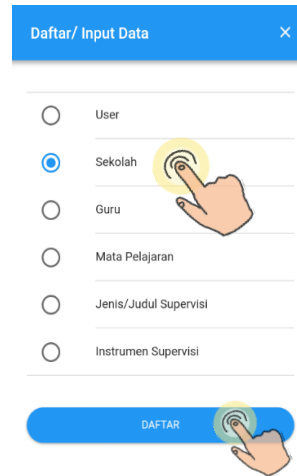 Daftar/ Input Data
User
Sekolah
Guru
Mata Pelajaran
Jenis/Judul Supervisi
Instrumen Supervisi
DAFTAR